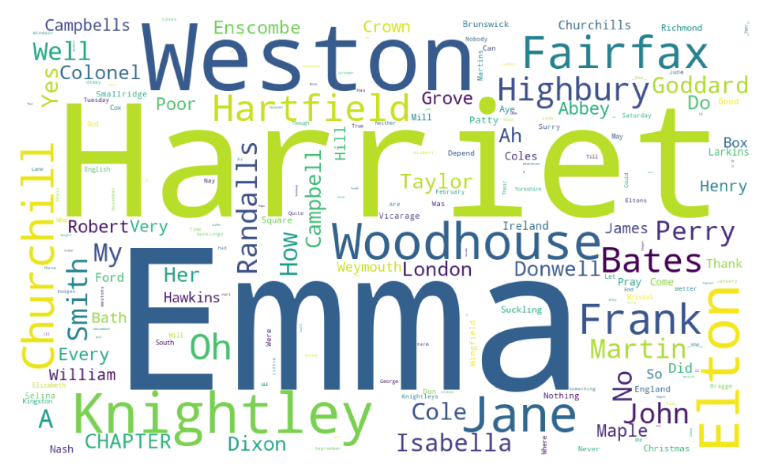 Campbells
Enscombe
Crown
Brunswick
Churchills
Richmond
Well
Weston
Fairfax
Colonel
Yes
Smallridge
Poor
Hartfield
Grove
Highbury
Goddard
Cox
Tuesday
Patty
Aye
Abbey
Do
Harriet
Mill
Hill
Ah
Surry
May
Box
Coles
Larkins
Churchill
Randalls
Campbell
Taylor
Depend
Henry
English
Robert
Very
Square
Vicarage
Was
Are
Ireland
James
Perry
Eltons
Saturday
February
Yorkshire
My
How
Woodhouse
Smith
Ford
Her
Weymouth
London
Donwell
Bates
Thank
Bath
Hawkins
Emma
Pray
Come
Let
Suckling
Frank
Elton
Every
Oh
Wingfield
Martin
Did
William
South
Were
George
No
So
England
Bragge
Selina
Elizabeth
Kingston
Knightley
Knightleys
Don
Jane
Nothing
John
A
Cole
CHAPTER
Dixon
Isabella
Maple
Nash
Where
Never
Christmas
Martins
Nobody
Can
June
Good
True
Neither
Quite
Till
Could
Bristol